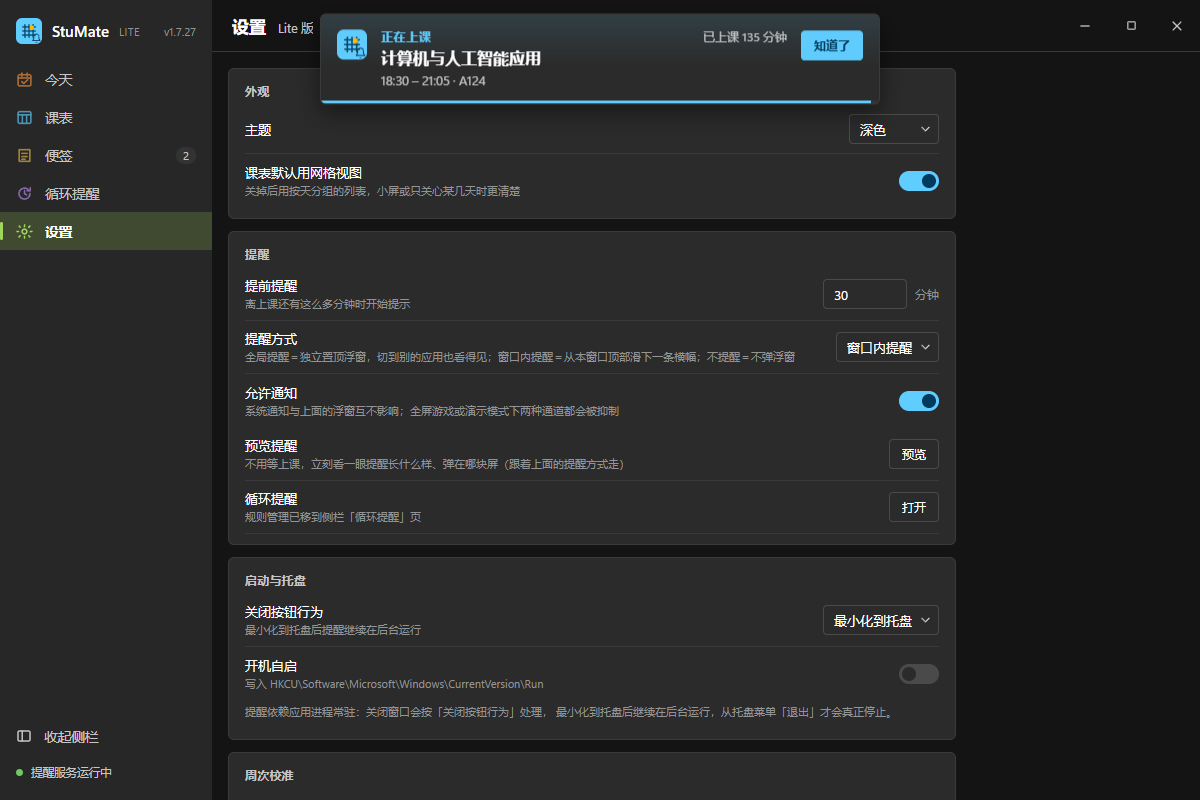 StuMate LITE v1.7.27
今天
课表
便签 2
循环提醒
设置
收起侧栏
提醒服务运行中
设置 Lite 版
正在上课
计算机与人工智能应用
18:30 – 21:05 · A124
已上课 135 分钟
知道了
外观
主题
深色
课表默认用网格视图
关掉后用按天分组的列表，小屏或只关心某几天时更清楚
提醒
提前提醒
离上课还有这么多分钟时开始提示
30 分钟
提醒方式
全局提醒＝独立置顶浮窗，切到别的应用也看得见；窗口内提醒＝从本窗口顶部滑下一条横幅；不提醒＝不弹浮窗
窗口内提醒
允许通知
系统通知与上面的浮窗互不影响；全屏游戏或演示模式下两种通道都会被抑制
预览提醒
不用等上课，立刻看一眼提醒长什么样、弹在哪块屏（跟着上面的提醒方式走）
预览
循环提醒
规则管理已移到侧栏「循环提醒」页
打开
启动与托盘
关闭按钮行为
最小化到托盘后提醒继续在后台运行
最小化到托盘
开机自启
写入 HKCU\Software\Microsoft\Windows\CurrentVersion\Run
提醒依赖应用进程常驻：关闭窗口会按「关闭按钮行为」处理， 最小化到托盘后继续在后台运行，从托盘菜单「退出」才会真正停止。
周次校准